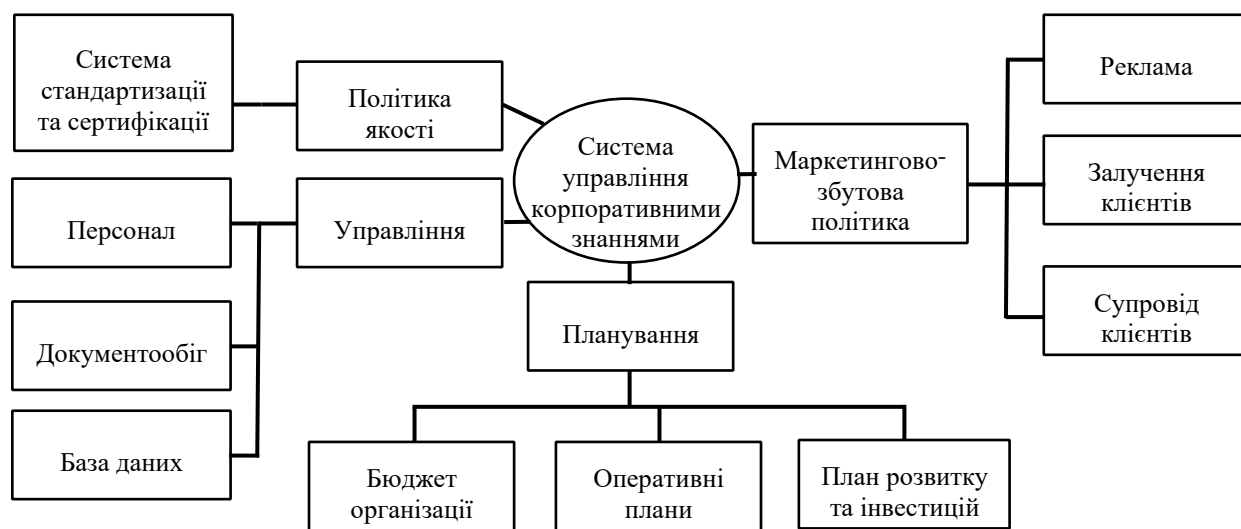 Система
стандартизації
та сертифікації
Політика
якості
Система
управління
корпоративними
знаннями
Маркетингово-
збутова
політика
Реклама
Залучення
клієнтів
Супровід
клієнтів
Персонал
Управління
Документообіг
База даних
Планування
Бюджет
організації
Оперативні
плани
План розвитку
та інвестицій